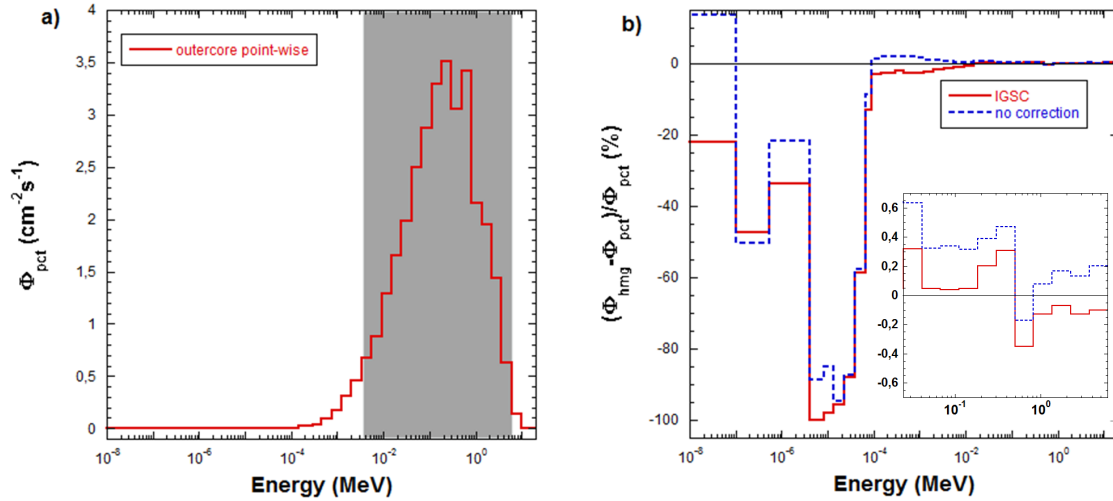 a)
outercore point-wise
4
3,5
3
2,5
2
1,5
1
0,5
0
Φpct (cm⁻²s⁻¹)
10⁻⁸ 10⁻⁶ 10⁻⁴ 10⁻² 10⁰
Energy (MeV)
b)
IGSC
no correction
0
-20
-40
-60
-80
-100
(Φhmg-Φpct)/Φpct (%)
0,6
0,4
0,2
0
-0,2
-0,4
-0,6
10⁻¹ 10⁰
10⁻⁸ 10⁻⁶ 10⁻⁴ 10⁻² 10⁰
Energy (MeV)